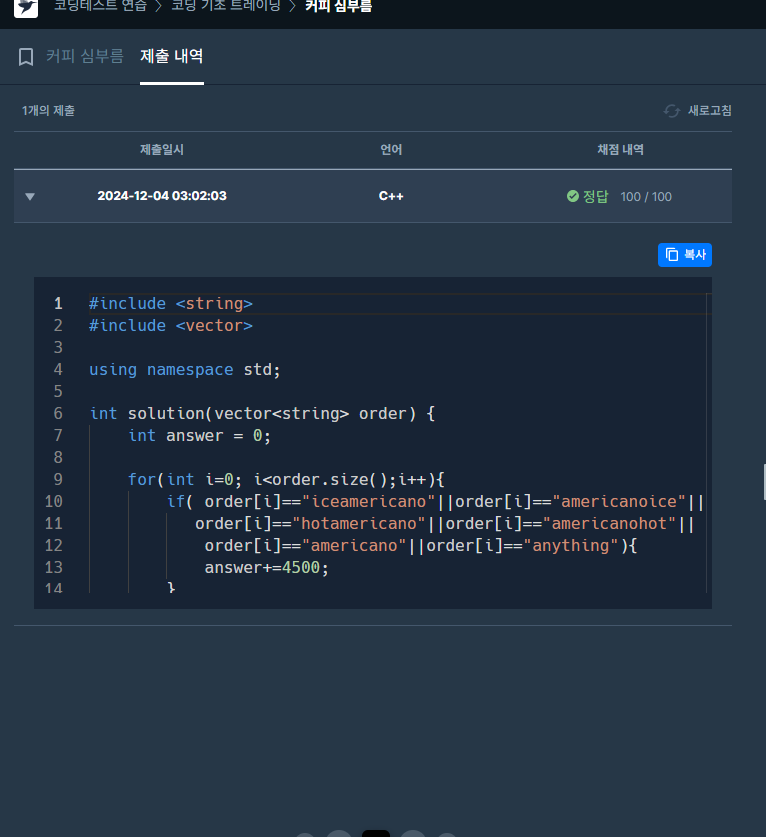 코딩테스트 연습 > 코딩 기초 트레이닝 > 커피 심부름
커피 심부름 제출 내역
1개의 제출 새로고침
제출일시 언어 채점 내역
2024-12-04 03:02:03 C++ 정답 100 / 100
복사
1 #include <string>
2 #include <vector>
3
4 using namespace std;
5
6 int solution(vector<string> order) {
7 int answer = 0;
8
9 for(int i=0; i<order.size();i++){
10 if( order[i]=="iceamericano"||order[i]=="americanoice"||
11 order[i]=="hotamericano"||order[i]=="americanohot"||
12 order[i]=="americano"||order[i]=="anything"){
13 answer+=4500;
14 }